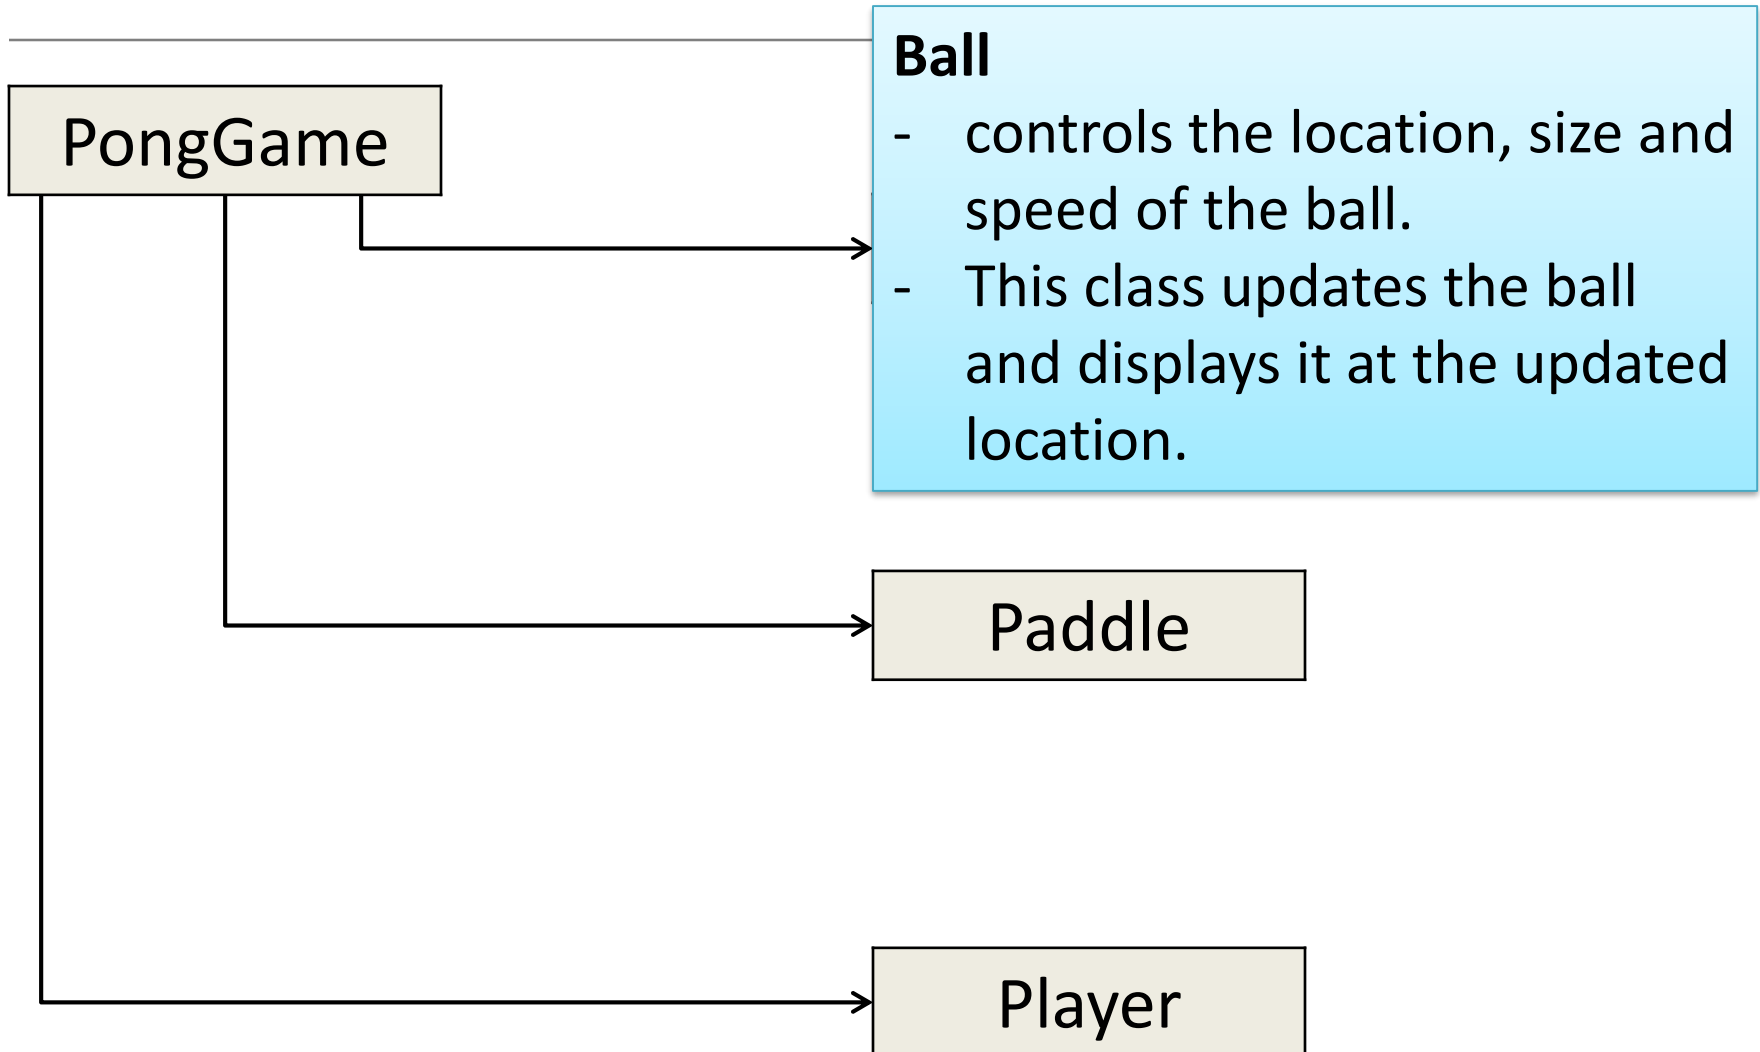 PongGame
Ball
- controls the location, size and
speed of the ball.
- This class updates the ball
and displays it at the updated
location.
Paddle
Player